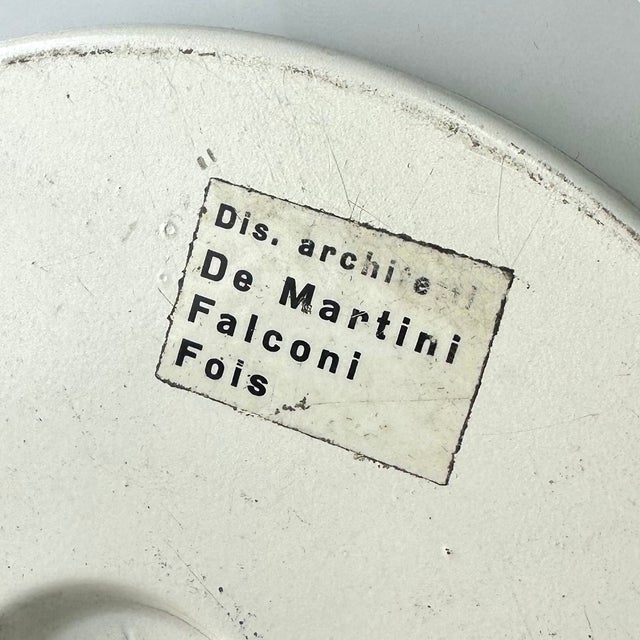 Dis. architetti
De Martini
Falconi
Fois